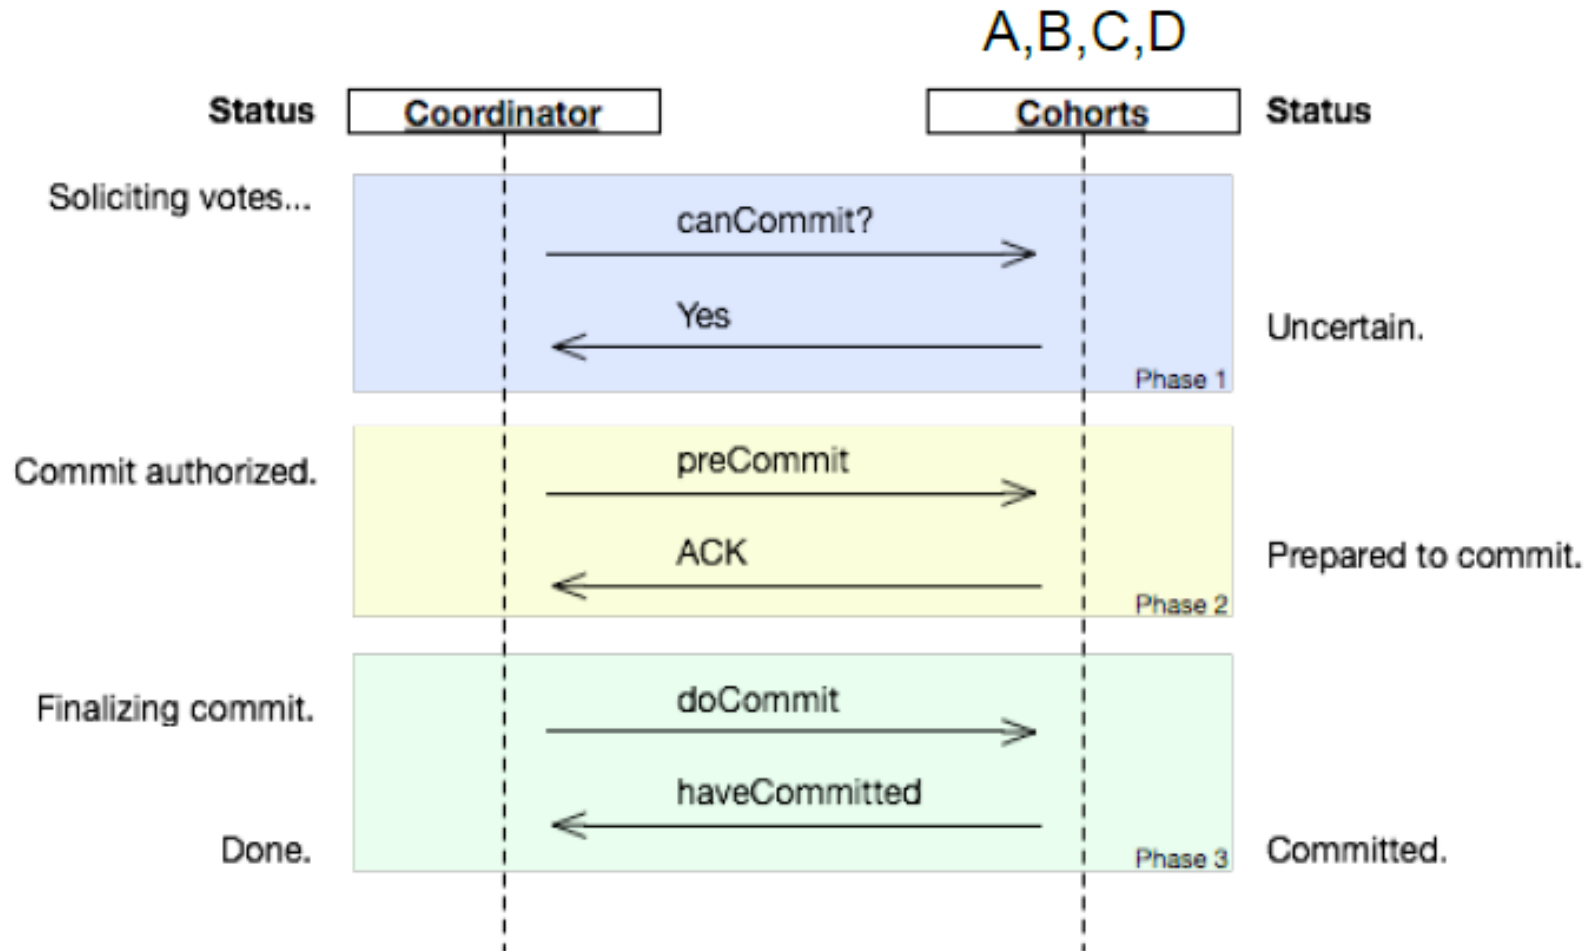 A,B,C,D
Status Coordinator Cohorts Status
Soliciting votes...
canCommit?
Yes
Uncertain.
Phase 1
preCommit
Commit authorized.
ACK
Prepared to commit.
Phase 2
doCommit
Finalizing commit.
haveCommitted
Done.
Committed.
Phase 3